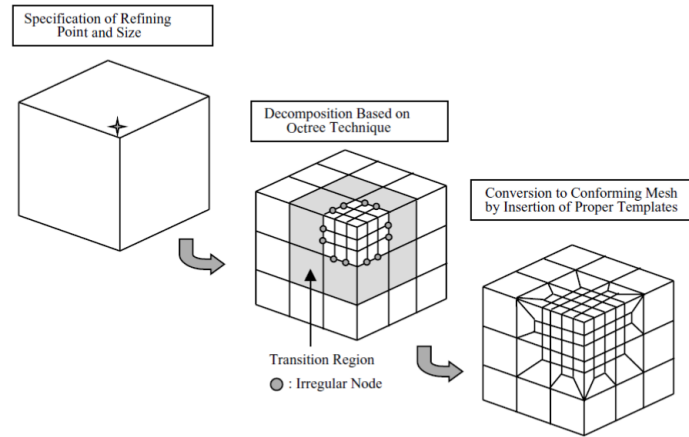 Specification of Refining
Point and Size
Decomposition Based on
Octree Technique
Conversion to Conforming Mesh
by Insertion of Proper Templates
Transition Region
: Irregular Node